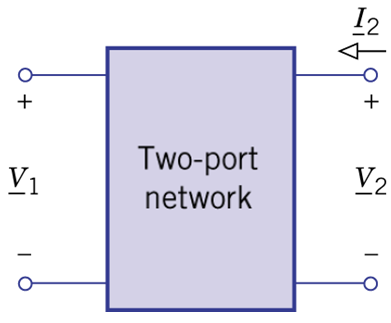 I₂
+ +
Two-port
V₁ V₂
network
− −